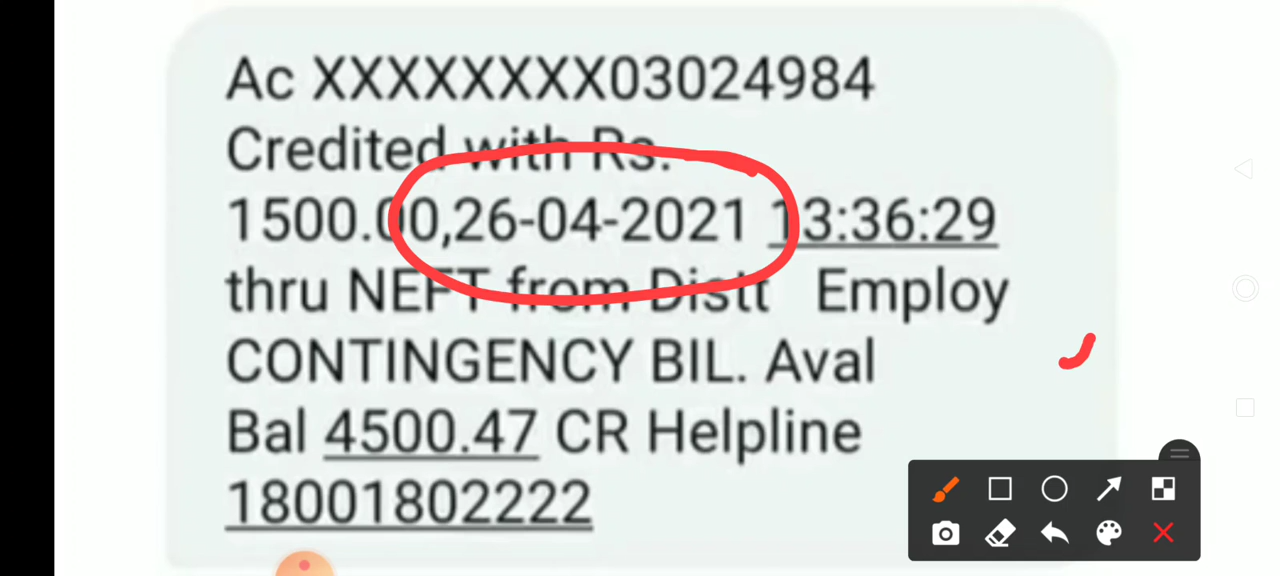 Ac XXXXXXXX03024984
Credited with Rs.
1500.00,26-04-2021 13:36:29
thru NEFT from Distt Employ
CONTINGENCY BIL. Aval
Bal 4500.47 CR Helpline
18001802222